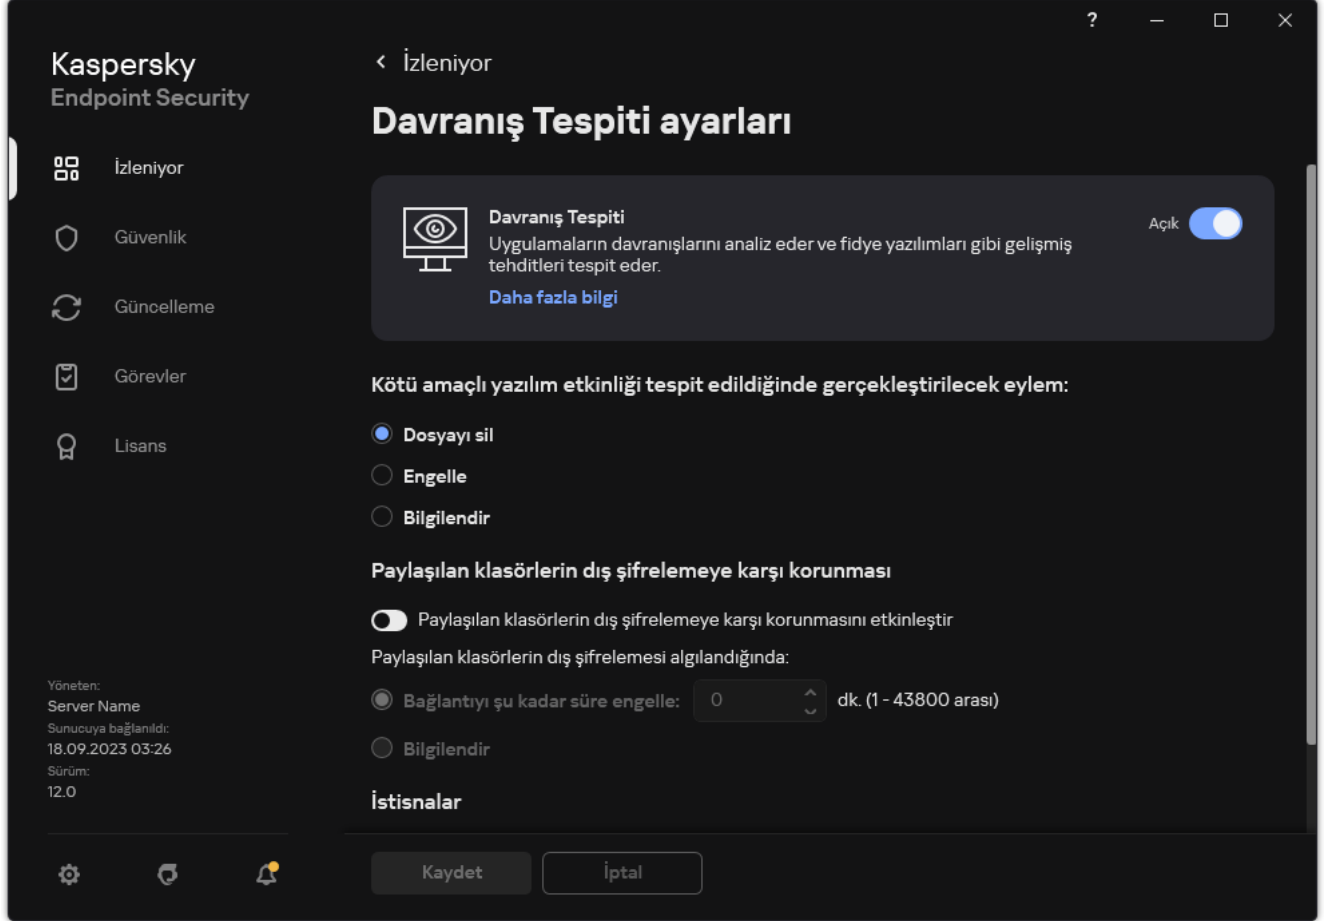 ?
Kaspersky
Endpoint Security
İzleniyor
Güvenlik
Güncelleme
Görevler
Lisans
Yöneten:
Server Name
Sunucuya bağlanıldı:
18.09.2023 03:26
Sürüm:
12.0
İzleniyor
Davranış Tespiti ayarları
Davranış Tespiti
Uygulamaların davranışlarını analiz eder ve fidye yazılımları gibi gelişmiş
tehditleri tespit eder.
Daha fazla bilgi
Açık
Kötü amaçlı yazılım etkinliği tespit edildiğinde gerçekleştirilecek eylem:
Dosyayı sil
Engelle
Bilgilendir
Paylaşılan klasörlerin dış şifrelemeye karşı korunması
Paylaşılan klasörlerin dış şifrelemeye karşı korunmasını etkinleştir
Paylaşılan klasörlerin dış şifrelemesi algılandığında:
Bağlantıyı şu kadar süre engelle: 0 dk. (1 - 43800 arası)
Bilgilendir
İstisnalar
Kaydet
İptal